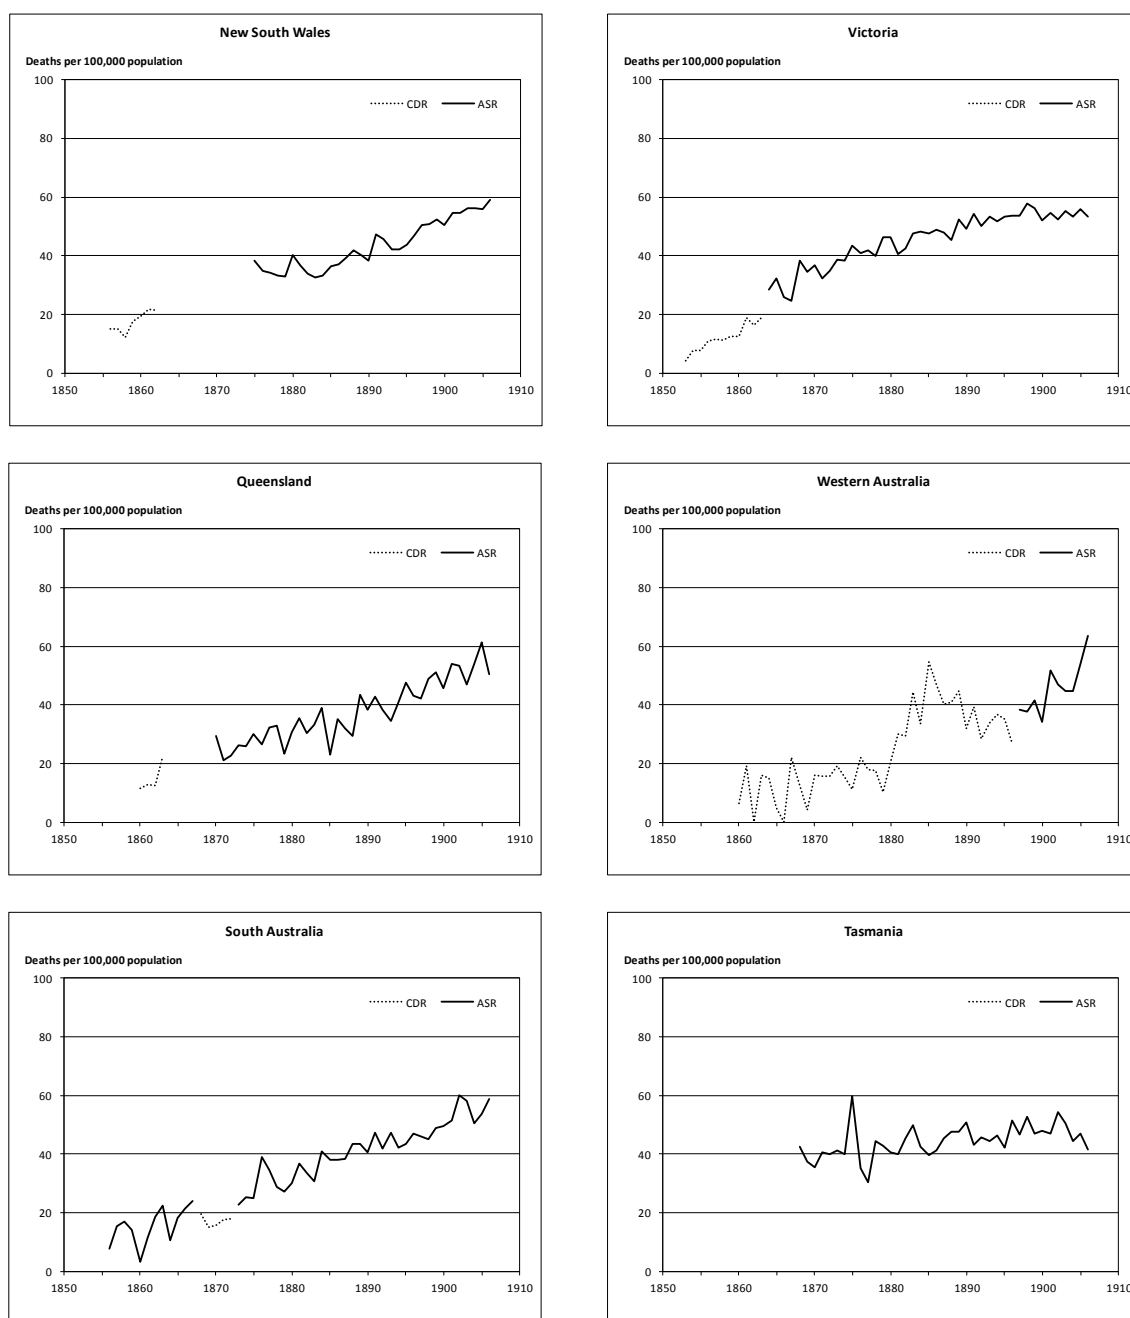 New South Wales
Deaths per 100,000 population
CDR ASR
100
80
60
40
20
0
1850 1860 1870 1880 1890 1900 1910
Victoria
Deaths per 100,000 population
CDR ASR
100
80
60
40
20
0
1850 1860 1870 1880 1890 1900 1910
Queensland
Deaths per 100,000 population
CDR ASR
100
80
60
40
20
0
1850 1860 1870 1880 1890 1900 1910
Western Australia
Deaths per 100,000 population
CDR ASR
100
80
60
40
20
0
1850 1860 1870 1880 1890 1900 1910
South Australia
Deaths per 100,000 population
CDR ASR
100
80
60
40
20
0
1850 1860 1870 1880 1890 1900 1910
Tasmania
Deaths per 100,000 population
CDR ASR
100
80
60
40
20
0
1850 1860 1870 1880 1890 1900 1910